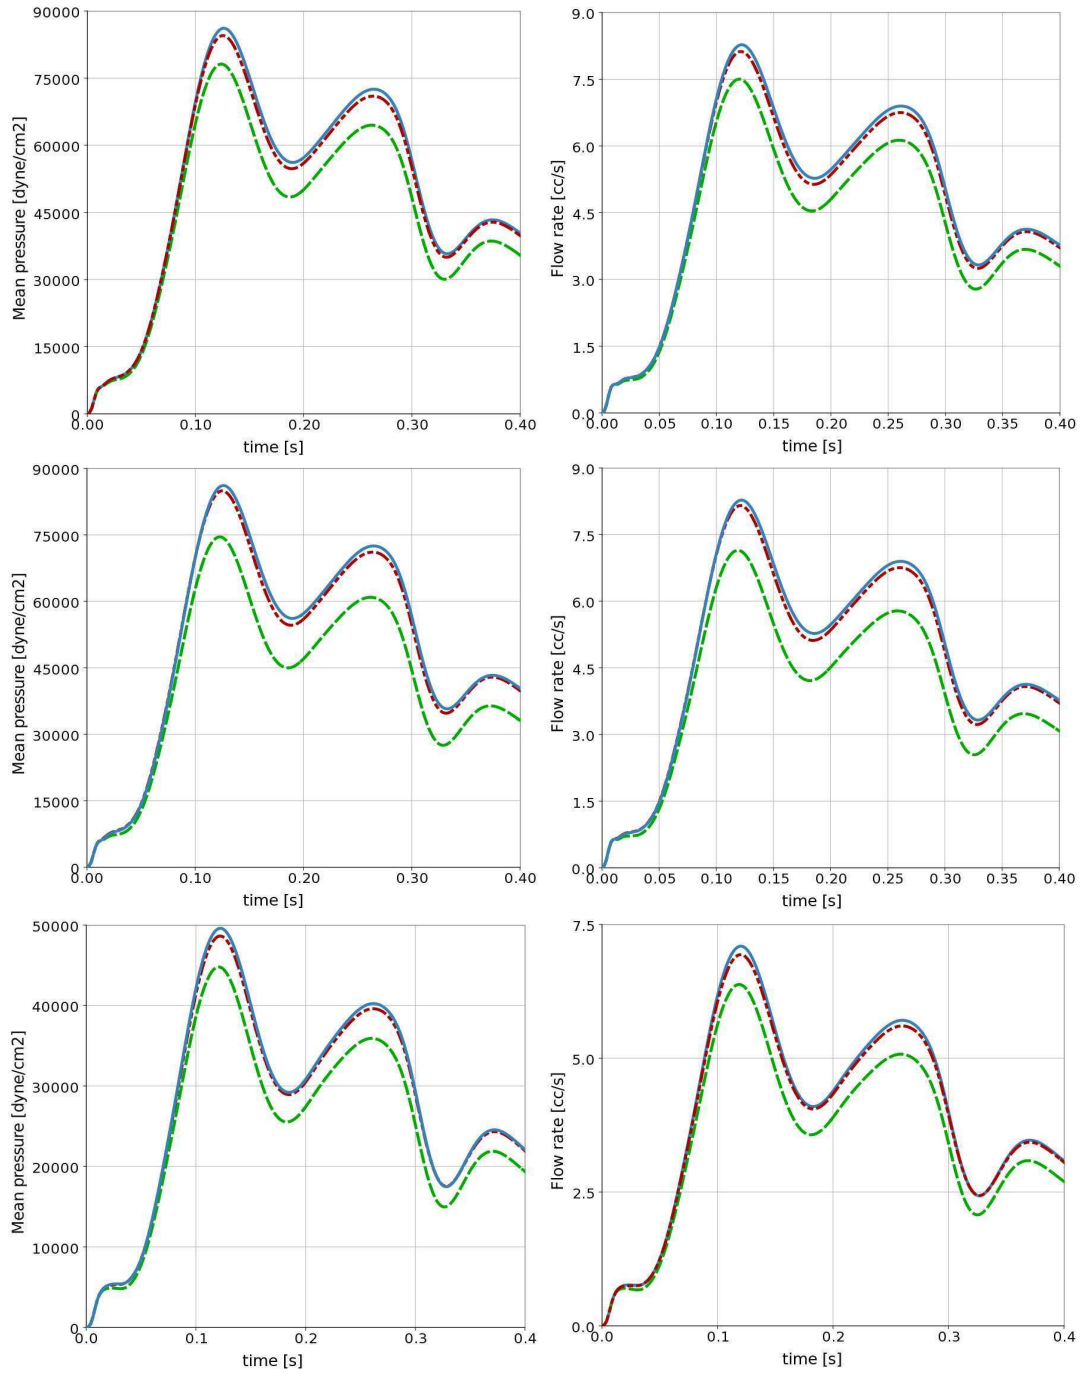 90000
75000
60000
45000
30000
15000
0
Mean pressure [dyne/cm2]
0.00 0.10 0.20 0.30 0.40
time [s]
9.0
7.5
6.0
4.5
3.0
1.5
0.0
Flow rate [cc/s]
0.00 0.05 0.10 0.15 0.20 0.25 0.30 0.35 0.40
time [s]
90000
75000
60000
45000
30000
15000
0
Mean pressure [dyne/cm2]
0.00 0.10 0.20 0.30 0.40
time [s]
9.0
7.5
6.0
4.5
3.0
1.5
0.0
Flow rate [cc/s]
0.00 0.05 0.10 0.15 0.20 0.25 0.30 0.35 0.40
time [s]
50000
40000
30000
20000
10000
0
Mean pressure [dyne/cm2]
0.0 0.1 0.2 0.3 0.4
time [s]
7.5
5.0
2.5
0.0
Flow rate [cc/s]
0.0 0.1 0.2 0.3 0.4
time [s]